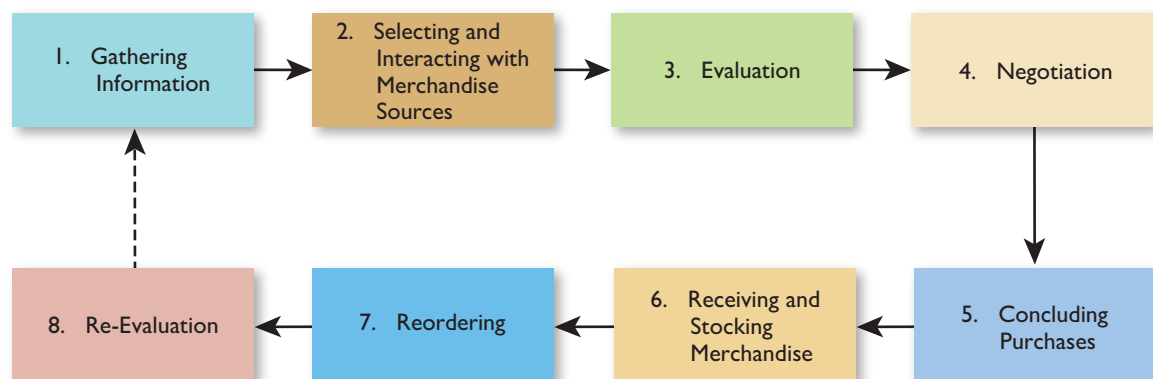 1. Gathering
Information
2. Selecting and
Interacting with
Merchandise
Sources
3. Evaluation
4. Negotiation
5. Concluding
Purchases
6. Receiving and
Stocking
Merchandise
7. Reordering
8. Re-Evaluation